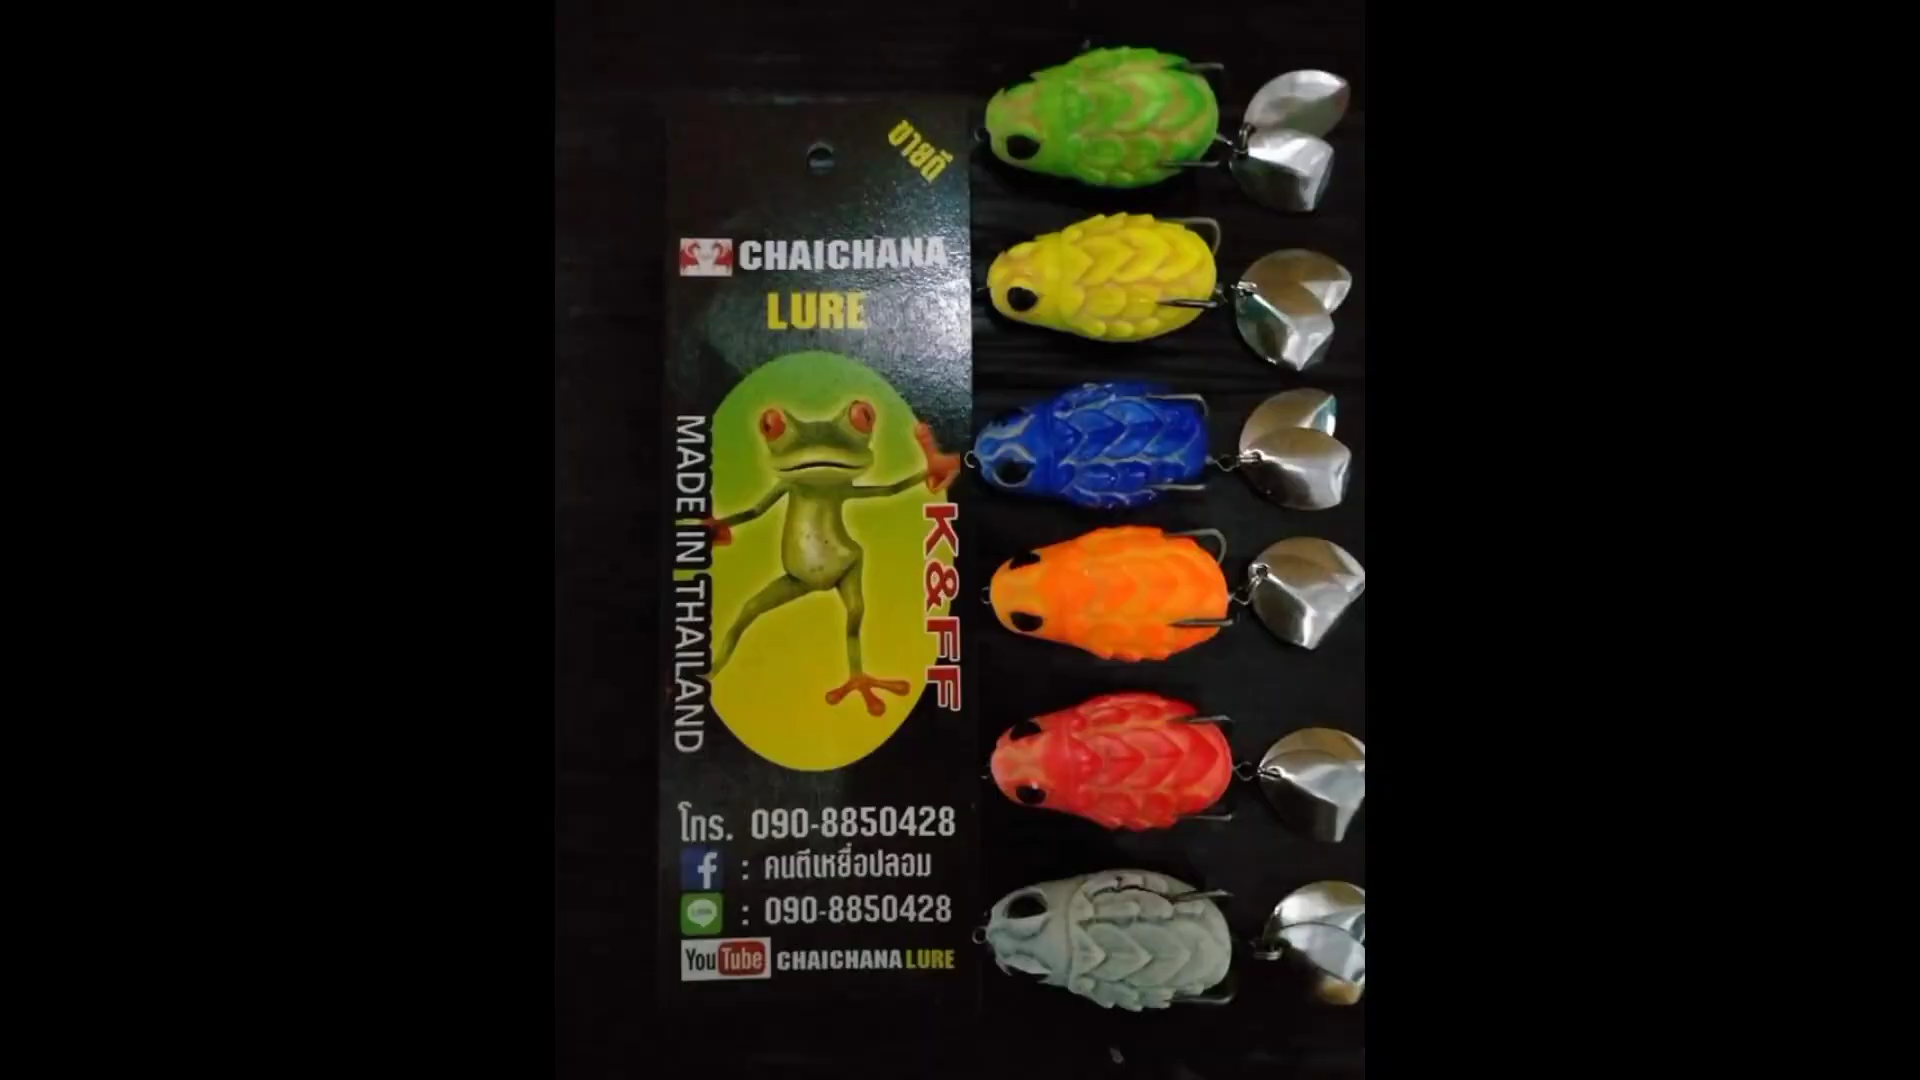 ขายดี
CHAICHANA
LURE
MADE IN THAILAND
K&FF
โทร. 090-8850428
f : คนตีเหยื่อปลอม
LINE : 090-8850428
YouTube CHAICHANA LURE